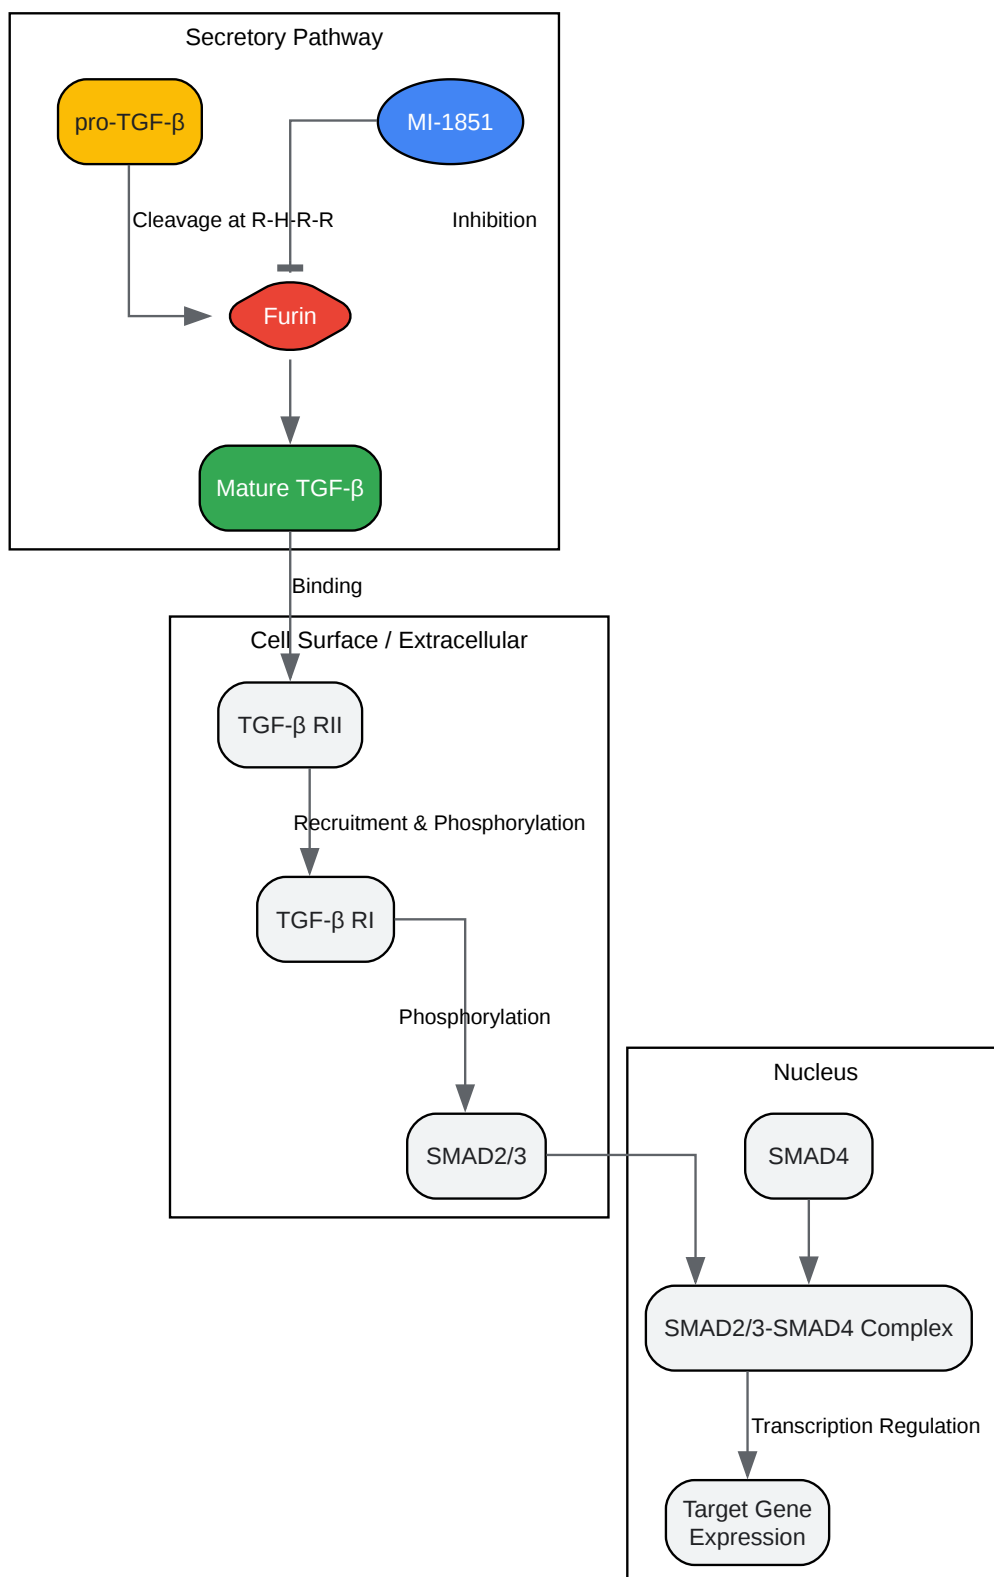 Secretory Pathway
pro-TGF-β
MI-1851
Cleavage at R-H-R-R
Inhibition
Furin
Mature TGF-β
Binding
Cell Surface / Extracellular
TGF-β RII
Recruitment & Phosphorylation
TGF-β RI
Phosphorylation
Nucleus
SMAD2/3
SMAD4
SMAD2/3-SMAD4 Complex
Transcription Regulation
Target Gene
Expression